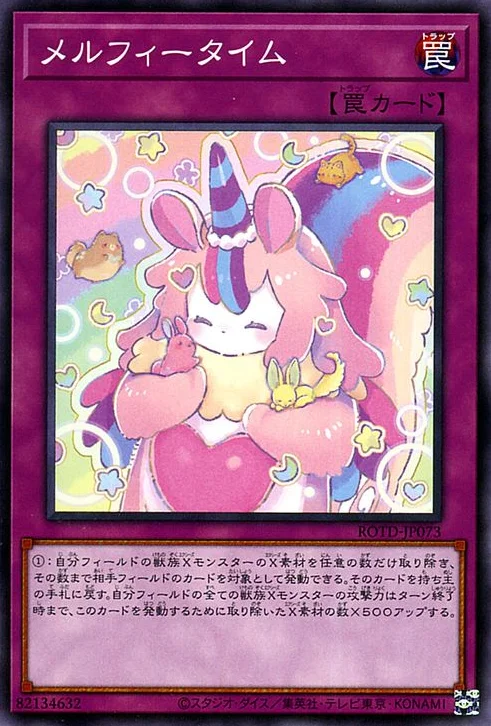 メルフィータイム
トラップ
罠
トラップ
【罠カード】
ROTD-JP073
①:自分フィールドの獣族XモンスターのX素材を任意の数だけ取り除き、
その数まで相手フィールドのカードを対象として発動できる。そのカードを持ち主
の手札に戻す。自分フィールドの全ての獣族Xモンスターの攻撃力はターン終了
時まで、このカードを発動するために取り除いたX素材の数×500アップする。
82134632
©スタジオ・ダイス/集英社・テレビ東京・KONAMI